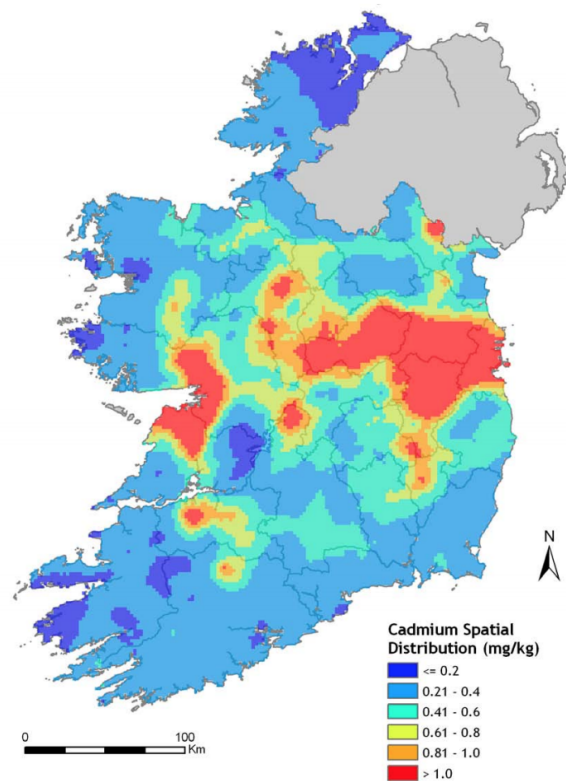 N
Cadmium Spatial
Distribution (mg/kg)
<= 0.2
0.21 - 0.4
0.41 - 0.6
0.61 - 0.8
0.81 - 1.0
> 1.0
0 100
Km